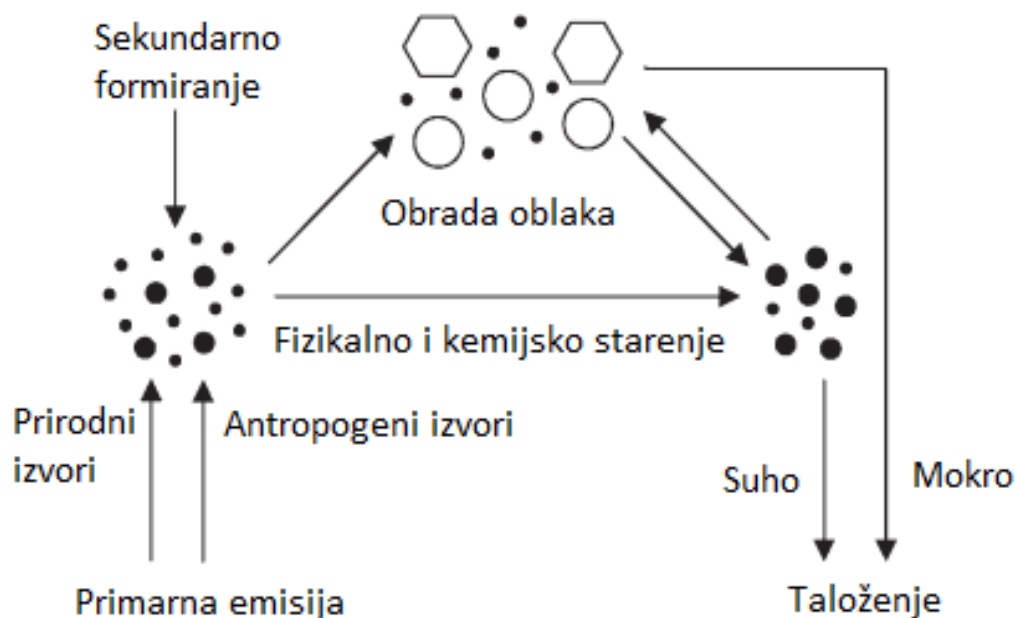 Sekundarno
formiranje
Obrada oblaka
Fizikalno i kemijsko starenje
Prirodni
izvori
Antropogeni izvori
Suho
Mokro
Primarna emisija
Taloženje